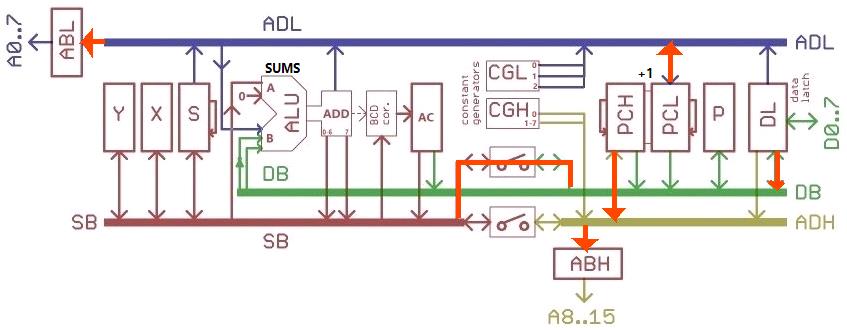 ADL
ADL
A0..7
ABL
SUMS
Y
X
S
0
A
B
ALU
ADD
0-6
7
BCD
cor.
AC
constant
generators
CGL
0
1
2
CGH
0
1-7
+1
PCH
PCL
P
DL
data
latch
D0..7
DB
DB
SB
SB
ADH
ABH
A8..15